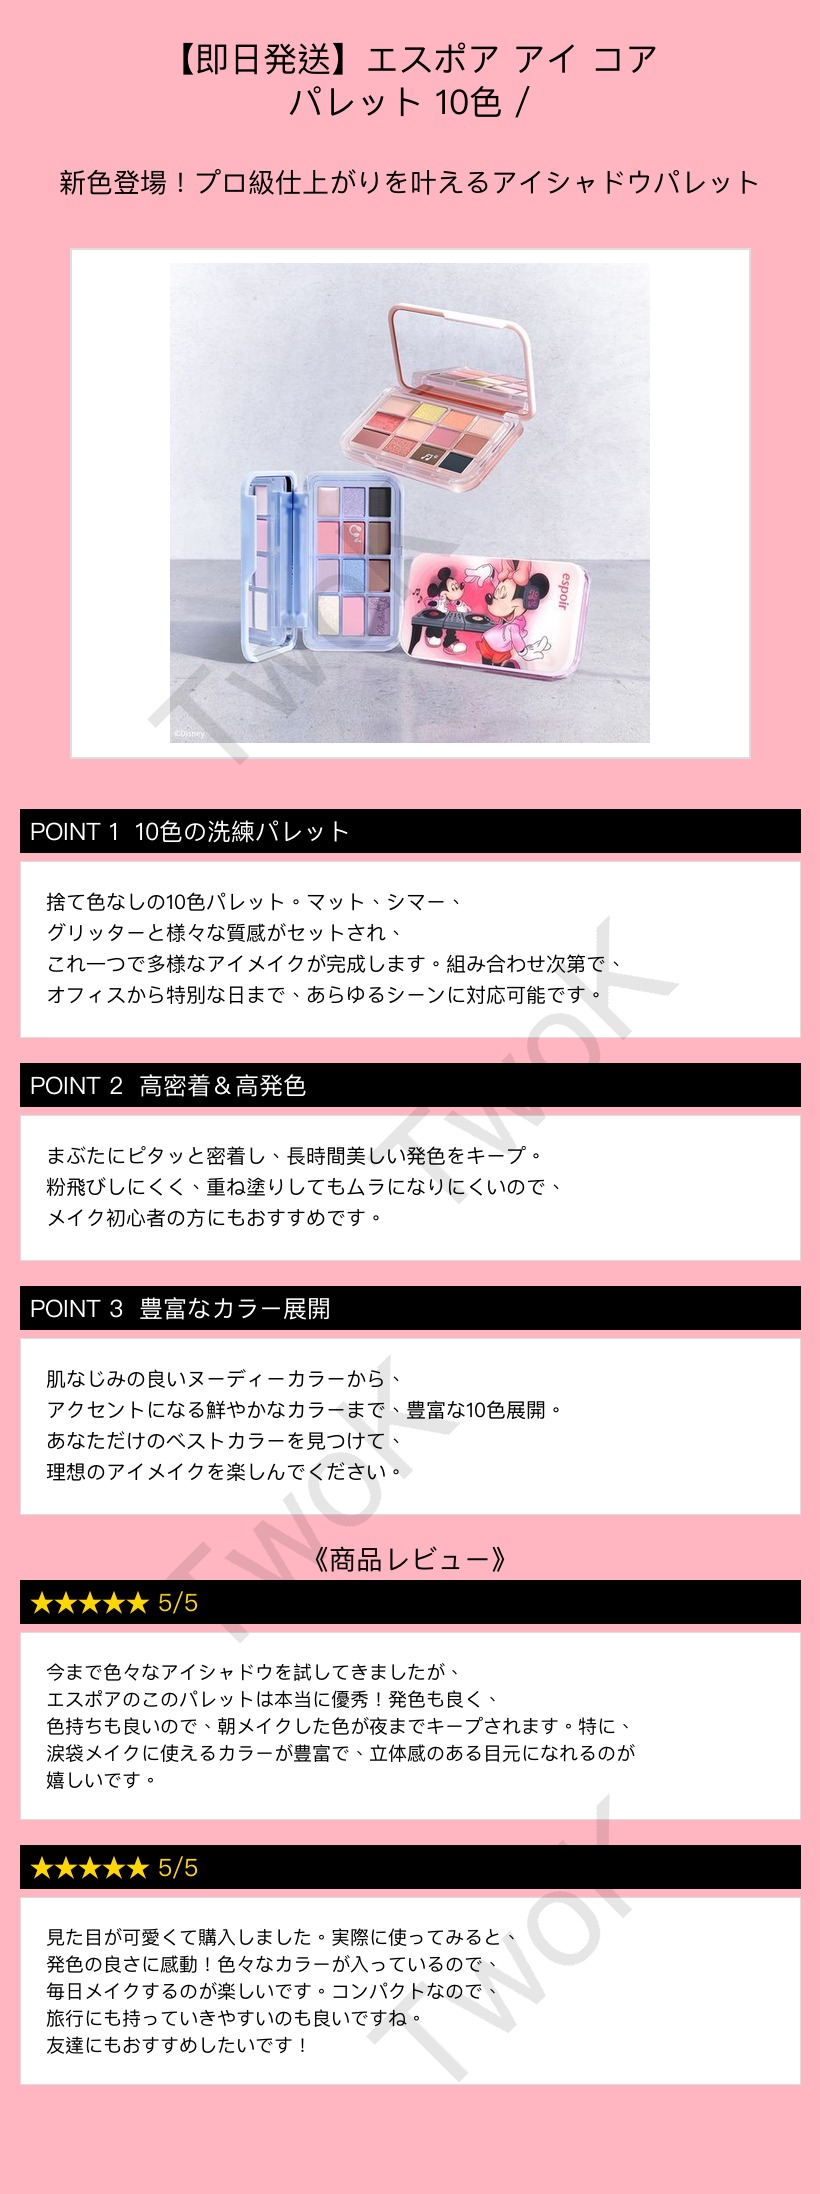 【即日発送】エスポア アイ コア
パレット 10色 /
新色登場！プロ級仕上がりを叶えるアイシャドウパレット
espoir
©Disney
TwoK
POINT 1 10色の洗練パレット
捨て色なしの10色パレット。マット、シマー、
グリッターと様々な質感がセットされ、
これ一つで多様なアイメイクが完成します。組み合わせ次第で、
オフィスから特別な日まで、あらゆるシーンに対応可能です。
TwoK
POINT 2 高密着＆高発色
まぶたにピタッと密着し、長時間美しい発色をキープ。
粉飛びしにくく、重ね塗りしてもムラになりにくいので、
メイク初心者の方にもおすすめです。
POINT 3 豊富なカラー展開
肌なじみの良いヌーディーカラーから、
アクセントになる鮮やかなカラーまで、豊富な10色展開。
あなただけのベストカラーを見つけて、
理想のアイメイクを楽しんでください。
TwoK
《商品レビュー》
★★★★★ 5/5
今まで色々なアイシャドウを試してきましたが、
エスポアのこのパレットは本当に優秀！発色も良く、
色持ちも良いので、朝メイクした色が夜までキープされます。特に、
涙袋メイクに使えるカラーが豊富で、立体感のある目元になれるのが
嬉しいです。
★★★★★ 5/5
見た目が可愛くて購入しました。実際に使ってみると、
発色の良さに感動！色々なカラーが入っているので、
毎日メイクするのが楽しいです。コンパクトなので、
旅行にも持っていきやすいのも良いですね。
友達にもおすすめしたいです！
TwoK